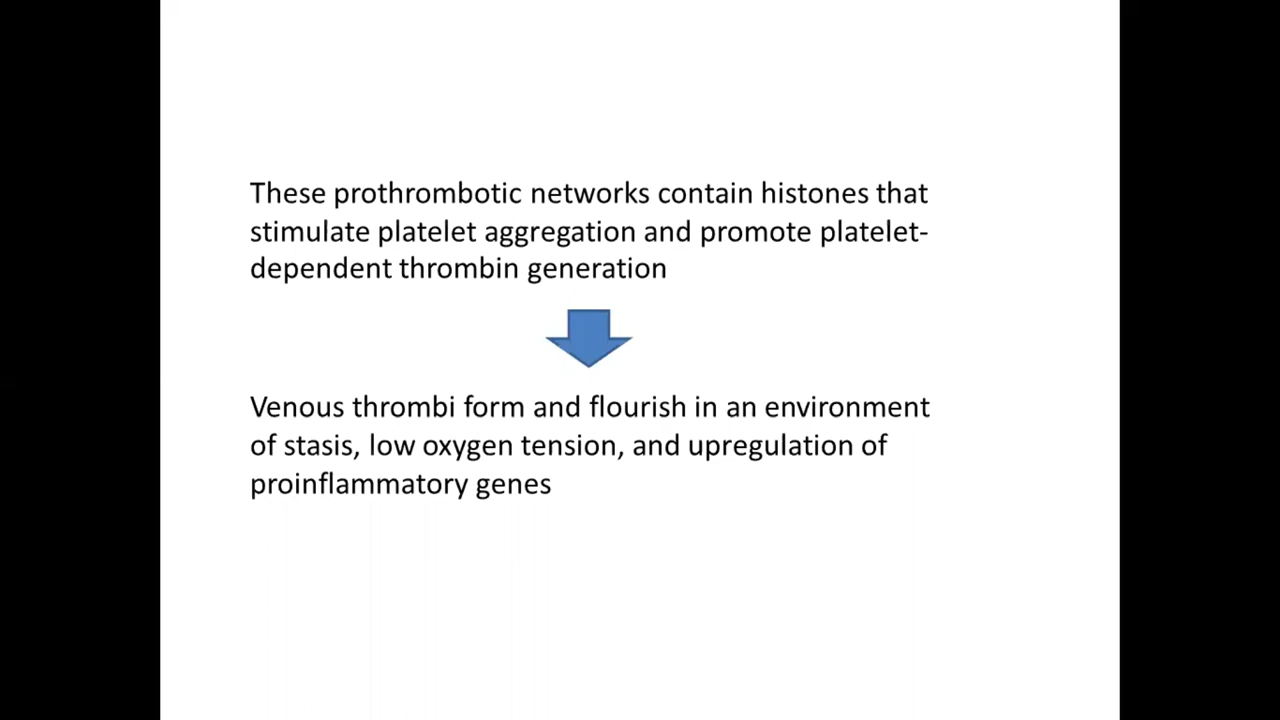 These prothrombotic networks contain histones that
stimulate platelet aggregation and promote platelet-
dependent thrombin generation
Venous thrombi form and flourish in an environment
of stasis, low oxygen tension, and upregulation of
proinflammatory genes